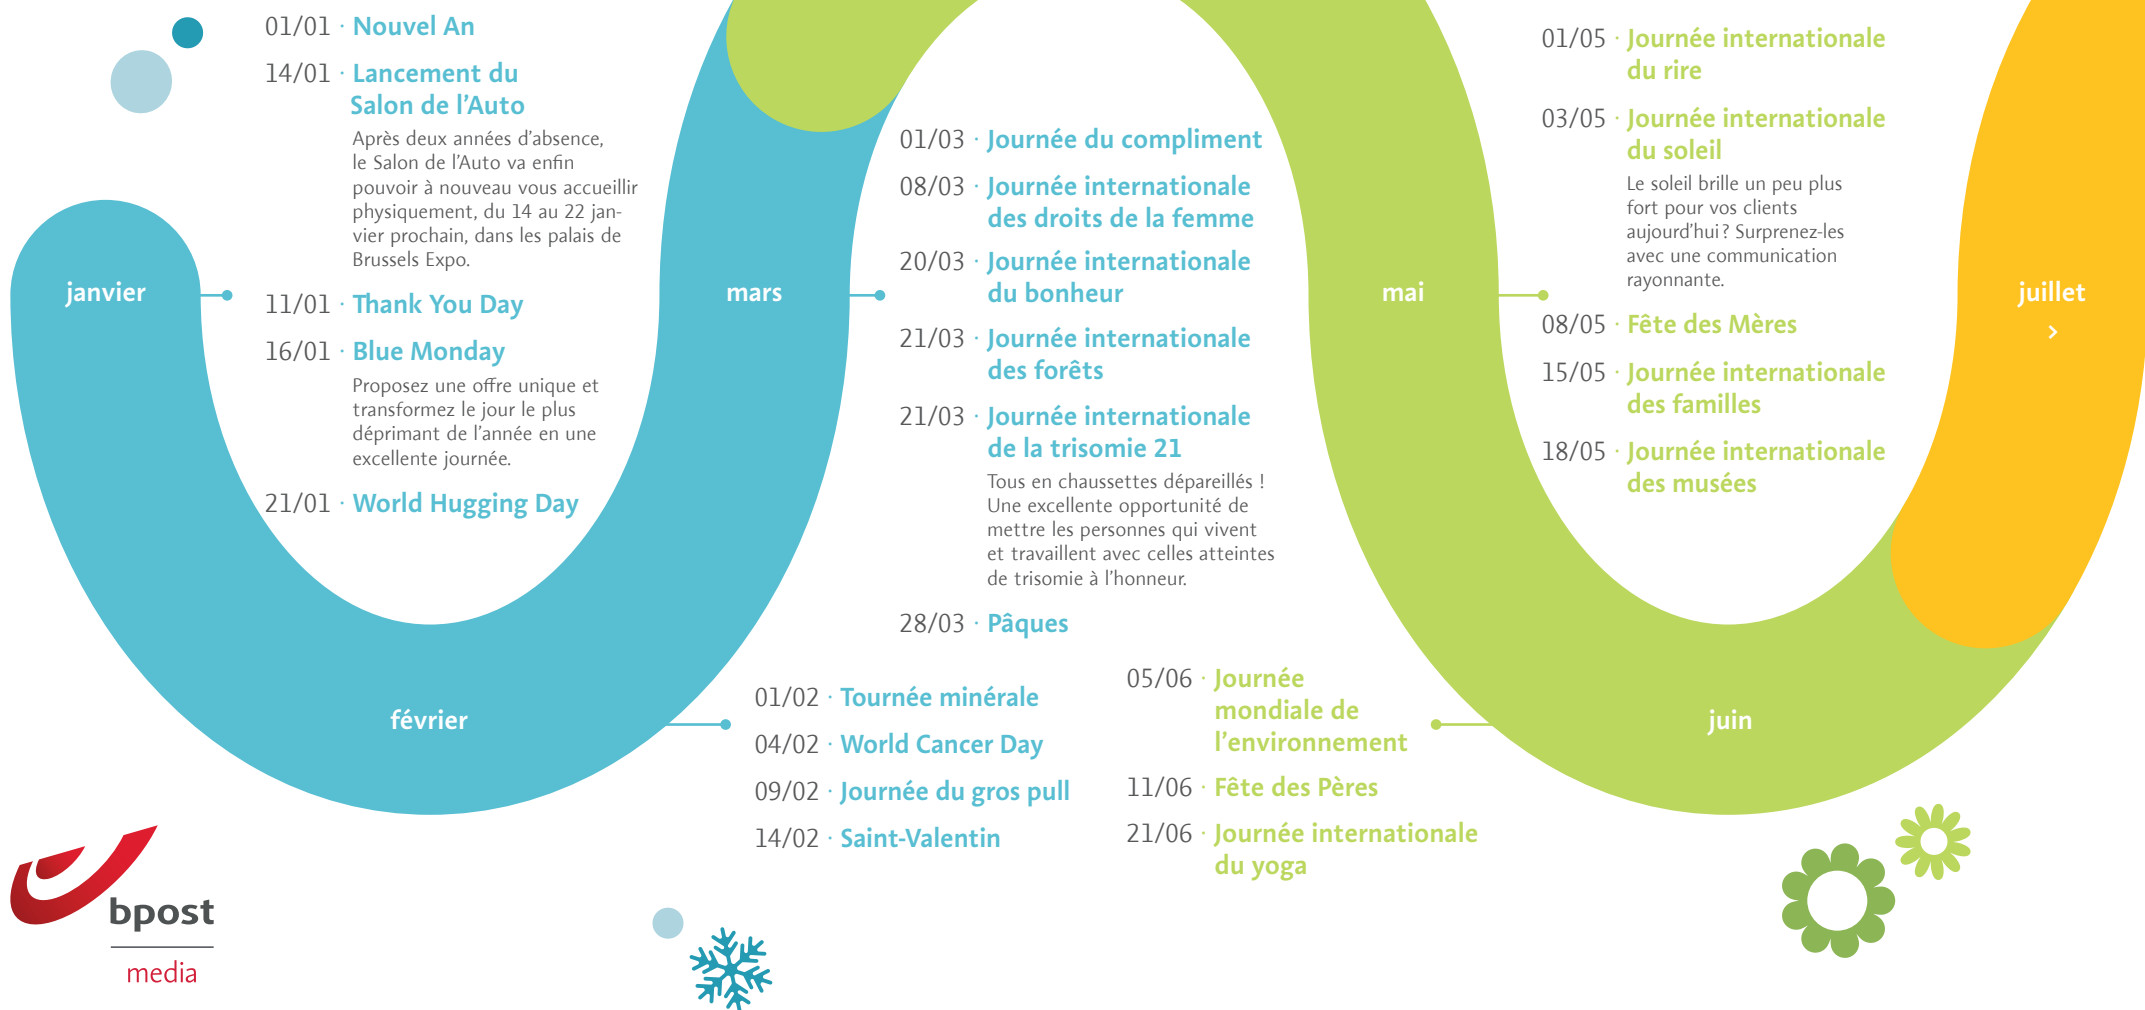 janvier
01/01 · Nouvel An
14/01 · Lancement du
Salon de l’Auto
Après deux années d’absence,
le Salon de l’Auto va enfin
pouvoir à nouveau vous accueillir
physiquement, du 14 au 22 jan-
vier prochain, dans les palais de
Brussels Expo.
11/01 · Thank You Day
16/01 · Blue Monday
Proposez une offre unique et
transformez le jour le plus
déprimant de l’année en une
excellente journée.
21/01 · World Hugging Day
février
01/02 · Tournée minérale
04/02 · World Cancer Day
09/02 · Journée du gros pull
14/02 · Saint-Valentin
mars
01/03 · Journée du compliment
08/03 · Journée internationale
des droits de la femme
20/03 · Journée internationale
du bonheur
21/03 · Journée internationale
des forêts
21/03 · Journée internationale
de la trisomie 21
Tous en chaussettes dépareillés !
Une excellente opportunité de
mettre les personnes qui vivent
et travaillent avec celles atteintes
de trisomie à l’honneur.
28/03 · Pâques
mai
01/05 · Journée internationale
du rire
03/05 · Journée internationale
du soleil
Le soleil brille un peu plus
fort pour vos clients
aujourd’hui ? Surprenez-les
avec une communication
rayonnante.
08/05 · Fête des Mères
15/05 · Journée internationale
des familles
18/05 · Journée internationale
des musées
juin
05/06 · Journée
mondiale de
l’environnement
11/06 · Fête des Pères
21/06 · Journée internationale
du yoga
juillet
›
bpost
media